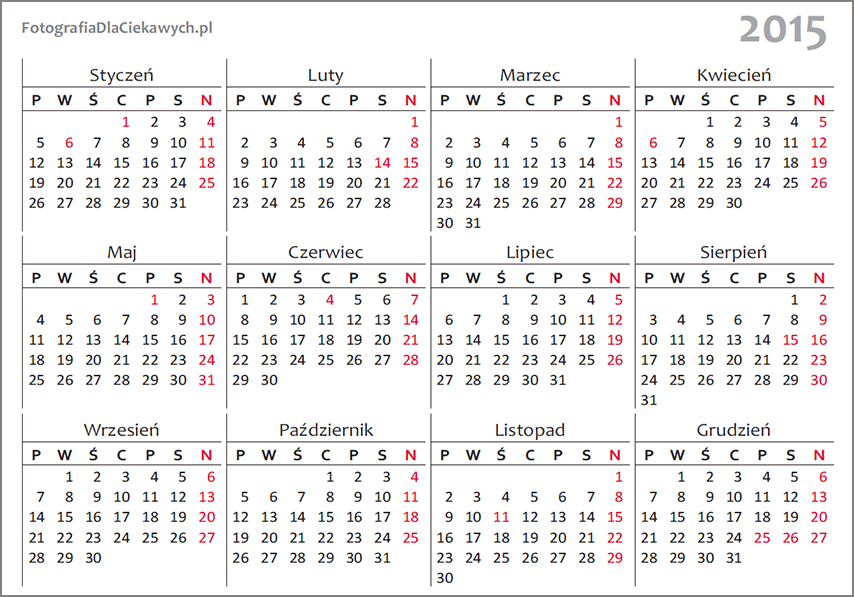 FotografiaDlaCiekawych.pl
2015
Styczeń
P W Ś C P S N
1 2 3 4
5 6 7 8 9 10 11
12 13 14 15 16 17 18
19 20 21 22 23 24 25
26 27 28 29 30 31
Luty
P W Ś C P S N
1
2 3 4 5 6 7 8
9 10 11 12 13 14 15
16 17 18 19 20 21 22
23 24 25 26 27 28
Marzec
P W Ś C P S N
1
2 3 4 5 6 7 8
9 10 11 12 13 14 15
16 17 18 19 20 21 22
23 24 25 26 27 28 29
30 31
Kwiecień
P W Ś C P S N
1 2 3 4 5
6 7 8 9 10 11 12
13 14 15 16 17 18 19
20 21 22 23 24 25 26
27 28 29 30
Maj
P W Ś C P S N
1 2 3
4 5 6 7 8 9 10
11 12 13 14 15 16 17
18 19 20 21 22 23 24
25 26 27 28 29 30 31
Czerwiec
P W Ś C P S N
1 2 3 4 5 6 7
8 9 10 11 12 13 14
15 16 17 18 19 20 21
22 23 24 25 26 27 28
29 30
Lipiec
P W Ś C P S N
1 2 3 4 5
6 7 8 9 10 11 12
13 14 15 16 17 18 19
20 21 22 23 24 25 26
27 28 29 30 31
Sierpień
P W Ś C P S N
1 2
3 4 5 6 7 8 9
10 11 12 13 14 15 16
17 18 19 20 21 22 23
24 25 26 27 28 29 30
31
Wrzesień
P W Ś C P S N
1 2 3 4 5 6
7 8 9 10 11 12 13
14 15 16 17 18 19 20
21 22 23 24 25 26 27
28 29 30
Październik
P W Ś C P S N
1 2 3 4
5 6 7 8 9 10 11
12 13 14 15 16 17 18
19 20 21 22 23 24 25
26 27 28 29 30 31
Listopad
P W Ś C P S N
1
2 3 4 5 6 7 8
9 10 11 12 13 14 15
16 17 18 19 20 21 22
23 24 25 26 27 28 29
30
Grudzień
P W Ś C P S N
1 2 3 4 5 6
7 8 9 10 11 12 13
14 15 16 17 18 19 20
21 22 23 24 25 26 27
28 29 30 31